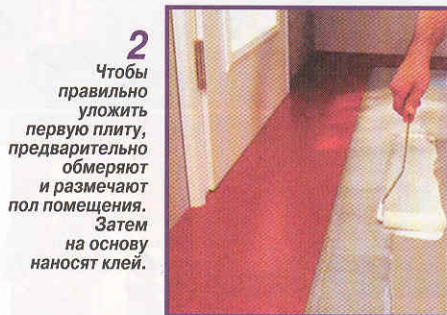 2
Чтобы
правильно
уложить
первую плиту,
предварительно
обмеряют
и размечают
пол помещения.
Затем
на основу
наносят клей.